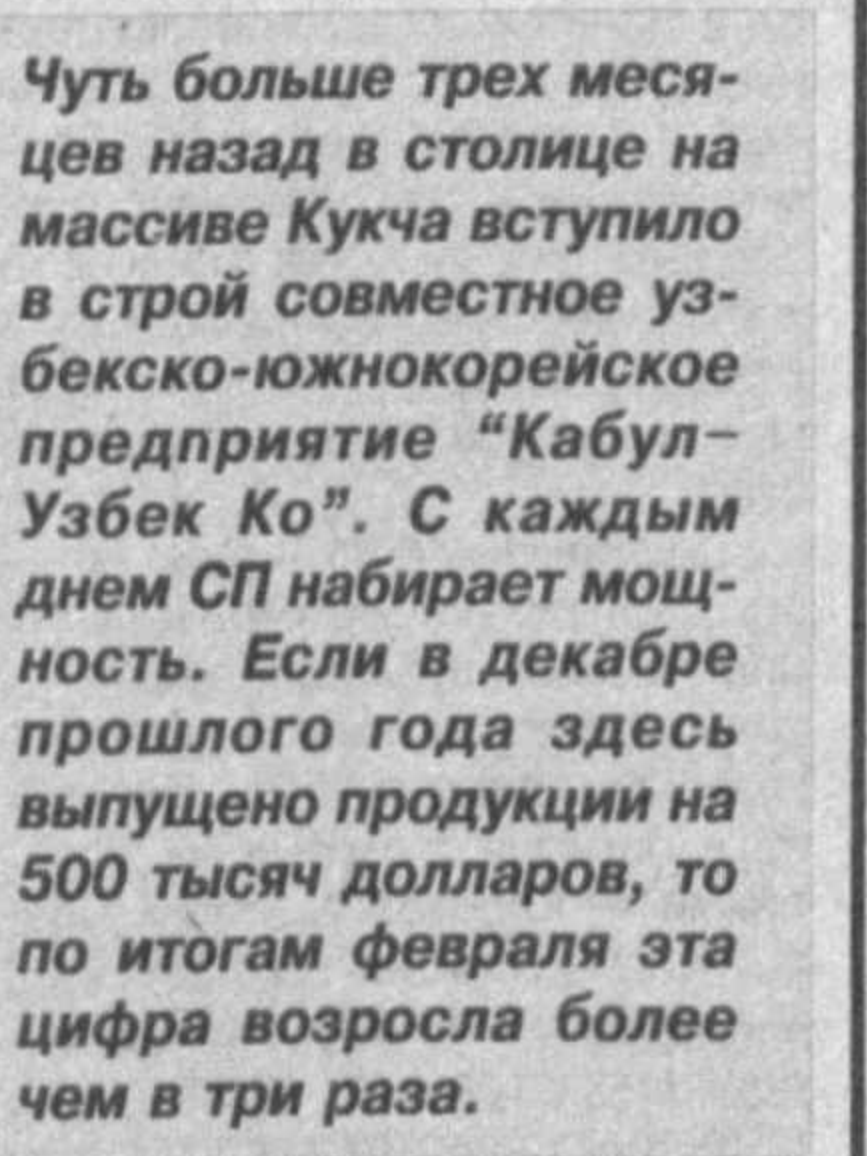 Чуть больше трех меся-
цев назад в столице на
массиве Кукча вступило
в строй совместное уз-
бекско-южнокорейское
предприятие “Кабул–
Узбек Ко”. С каждым
днем СП набирает мощ-
ность. Если в декабре
прошлого года здесь
выпущено продукции на
500 тысяч долларов, то
по итогам февраля эта
цифра возросла более
чем в три раза.